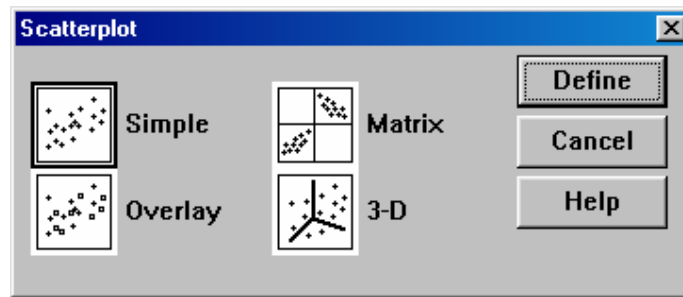 Scatterplot
Simple
Matrix
Overlay
3-D
Define
Cancel
Help